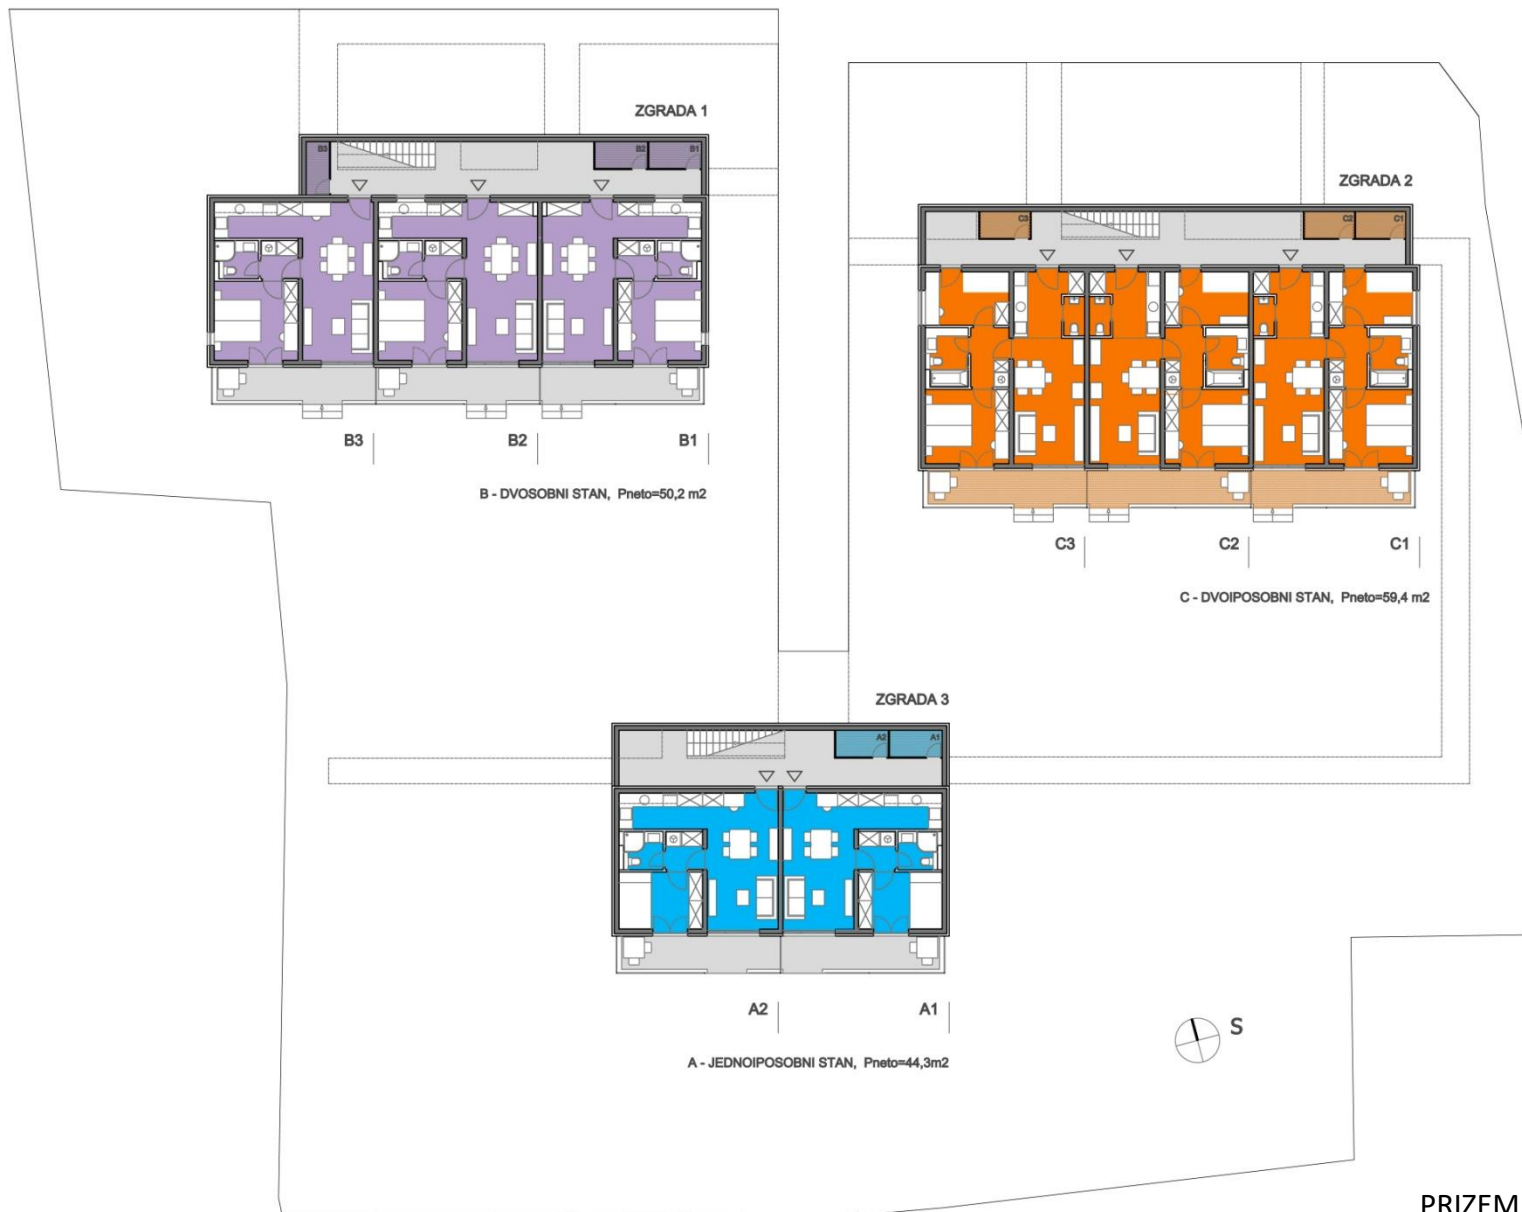 ZGRADA 1
B3
B2
B1
ZGRADA 2
C3
C2
C1
B3
B2
B1
B - DVOSOBNI STAN, Pneto=50,2 m2
C3
C2
C1
C - DVOIPOSOBNI STAN, Pneto=59,4 m2
ZGRADA 3
A2
A1
A2
A1
S
A - JEDNOIPOSOBNI STAN, Pneto=44,3m2
PRIZEM